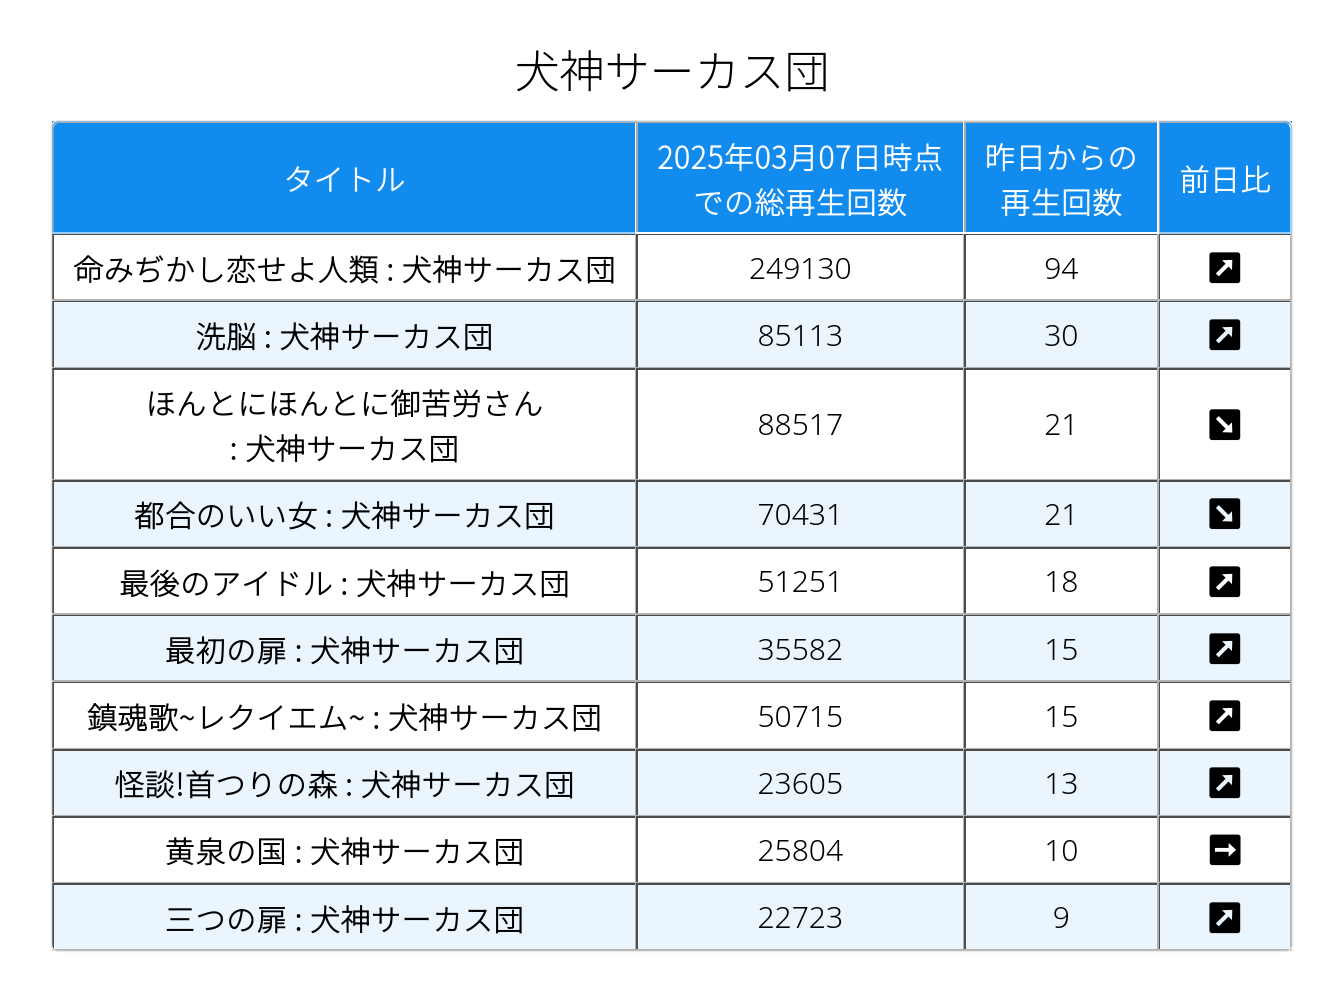 犬神サーカス団
タイトル
2025年03月07日時点
での総再生回数
昨日からの
再生回数
前日比
命みぢかし恋せよ人類 : 犬神サーカス団 249130 94 ↗
洗脳 : 犬神サーカス団 85113 30 ↗
ほんとにほんとに御苦労さん
: 犬神サーカス団 88517 21 ↘
都合のいい女 : 犬神サーカス団 70431 21 ↘
最後のアイドル : 犬神サーカス団 51251 18 ↗
最初の扉 : 犬神サーカス団 35582 15 ↗
鎮魂歌~レクイエム~ : 犬神サーカス団 50715 15 ↗
怪談!首つりの森 : 犬神サーカス団 23605 13 ↗
黄泉の国 : 犬神サーカス団 25804 10 →
三つの扉 : 犬神サーカス団 22723 9 ↗